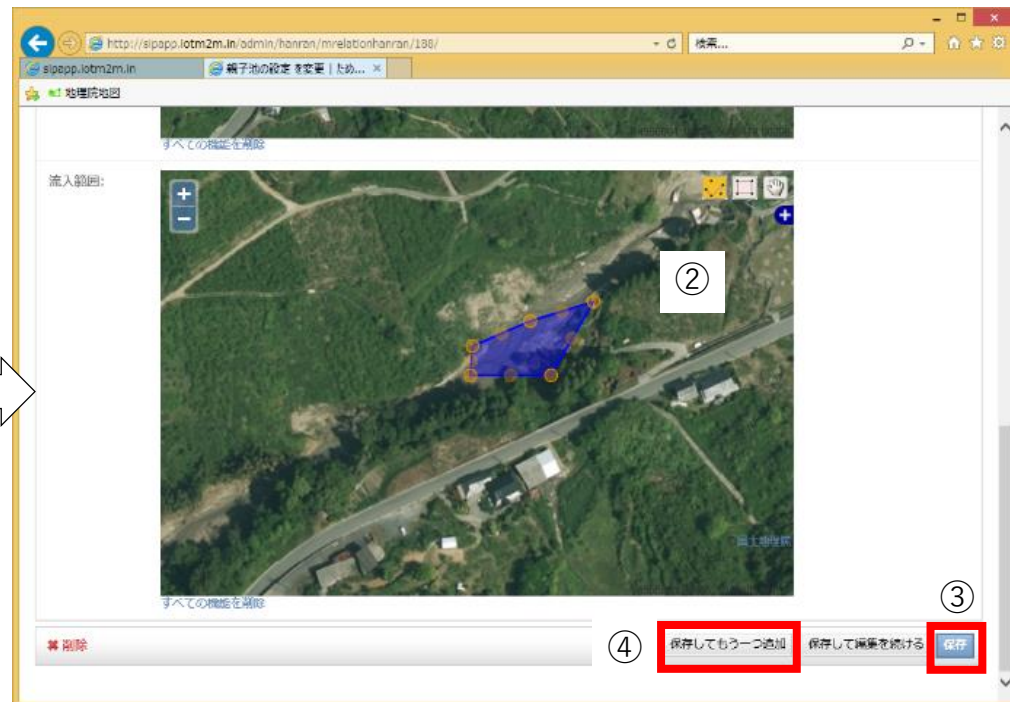 http://sipapp.iotm2m.in/admin/hanran/mrelationhanran/188/
検索...
sipapp.iotm2m.in
親子池の設定 を変更 | ため...
地理院地図
すべての機能を削除
流入範囲:
②
国土地理院
すべての機能を削除
③
削除
④
保存してもう一つ追加
保存して編集を続ける
保存